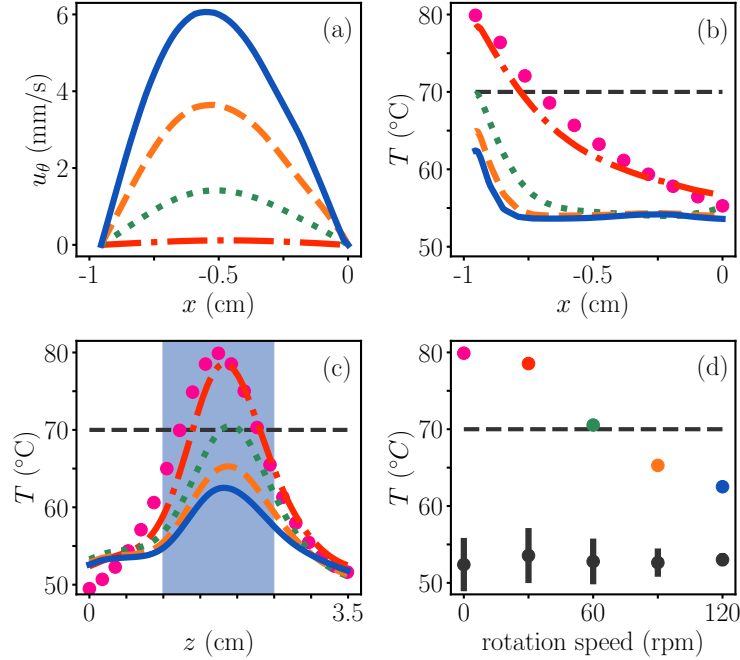 (a)
6
4
2
0
u_θ (mm/s)
-1 -0.5 0
x (cm)
(b)
80
70
60
50
T (°C)
-1 -0.5 0
x (cm)
(c)
80
70
60
50
T (°C)
0 3.5
z (cm)
(d)
80
70
60
50
T (°C)
0 60 120
rotation speed (rpm)